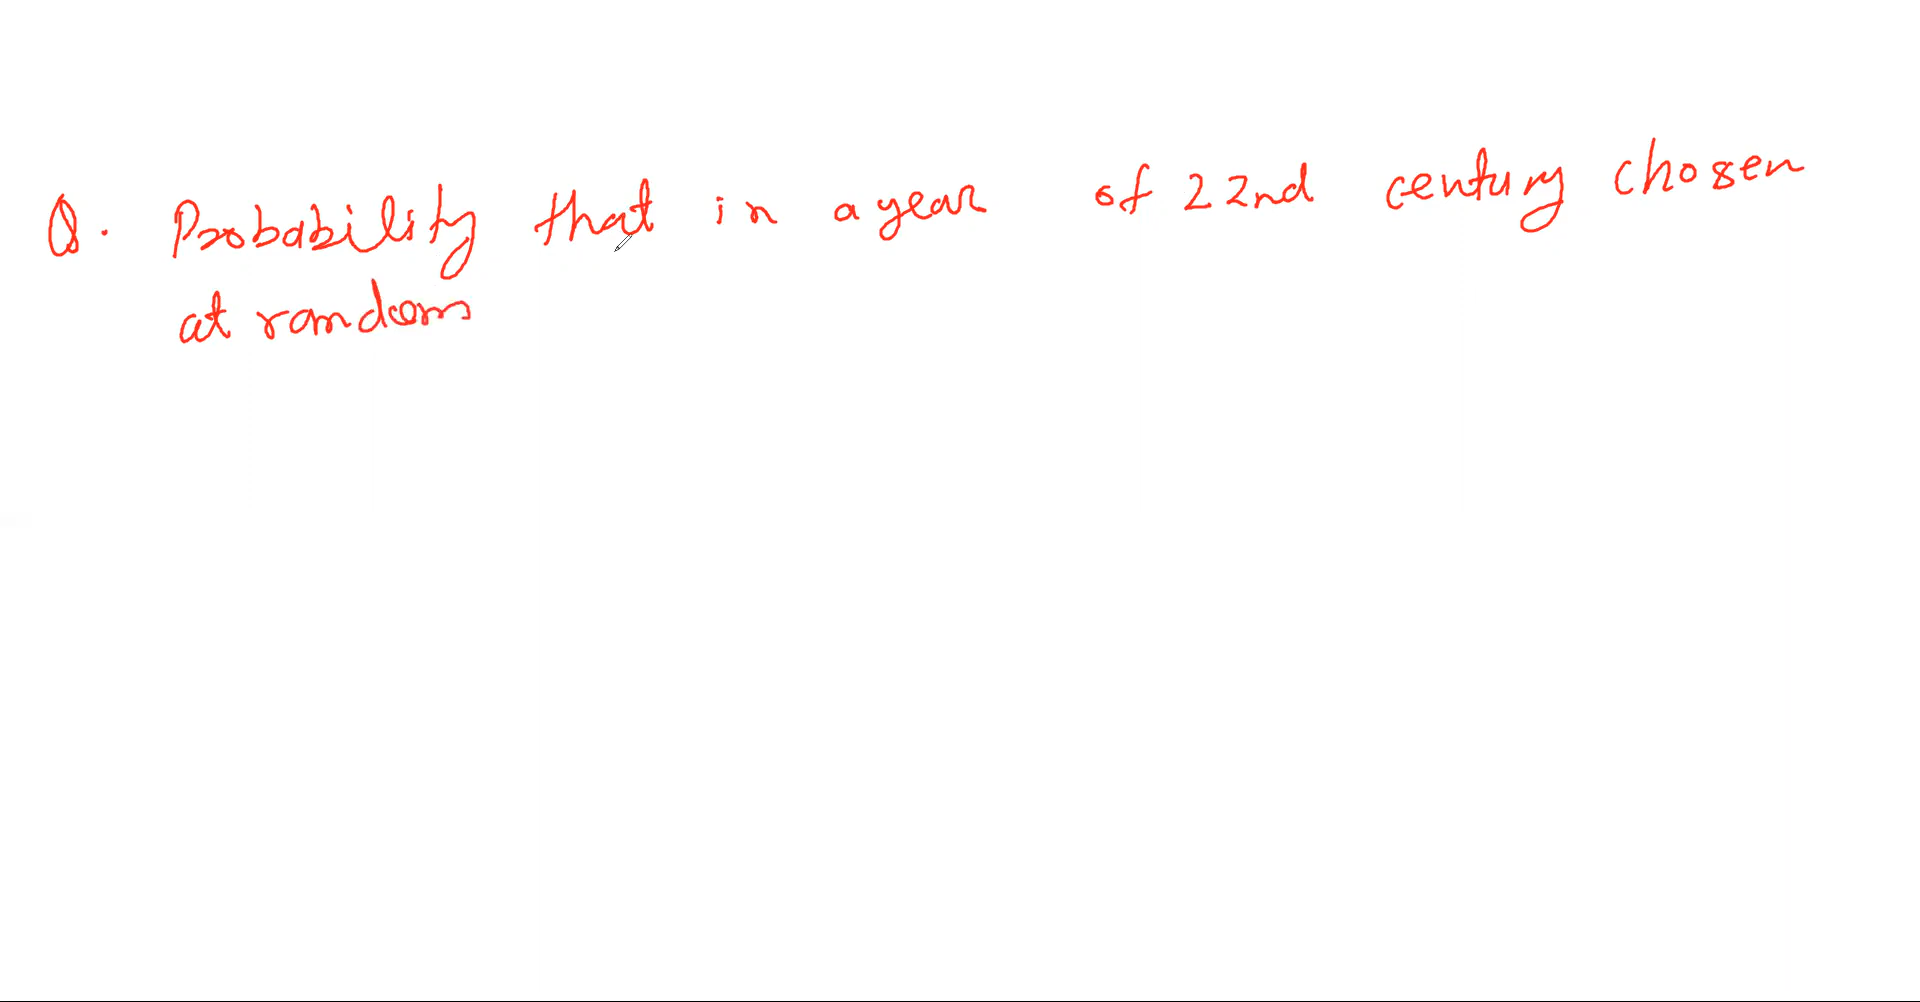 Q. Probability that in a year of 22nd century chosen
at random